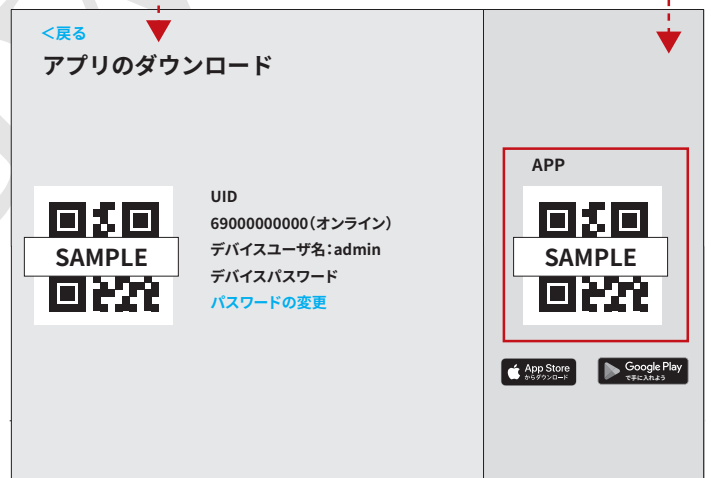 ＜戻る
アプリのダウンロード
SAMPLE
UID
69000000000（オンライン）
デバイスユーザ名：admin
デバイスパスワード
パスワードの変更
APP
SAMPLE
App Store
からダウンロード
Google Play
で手に入れよう